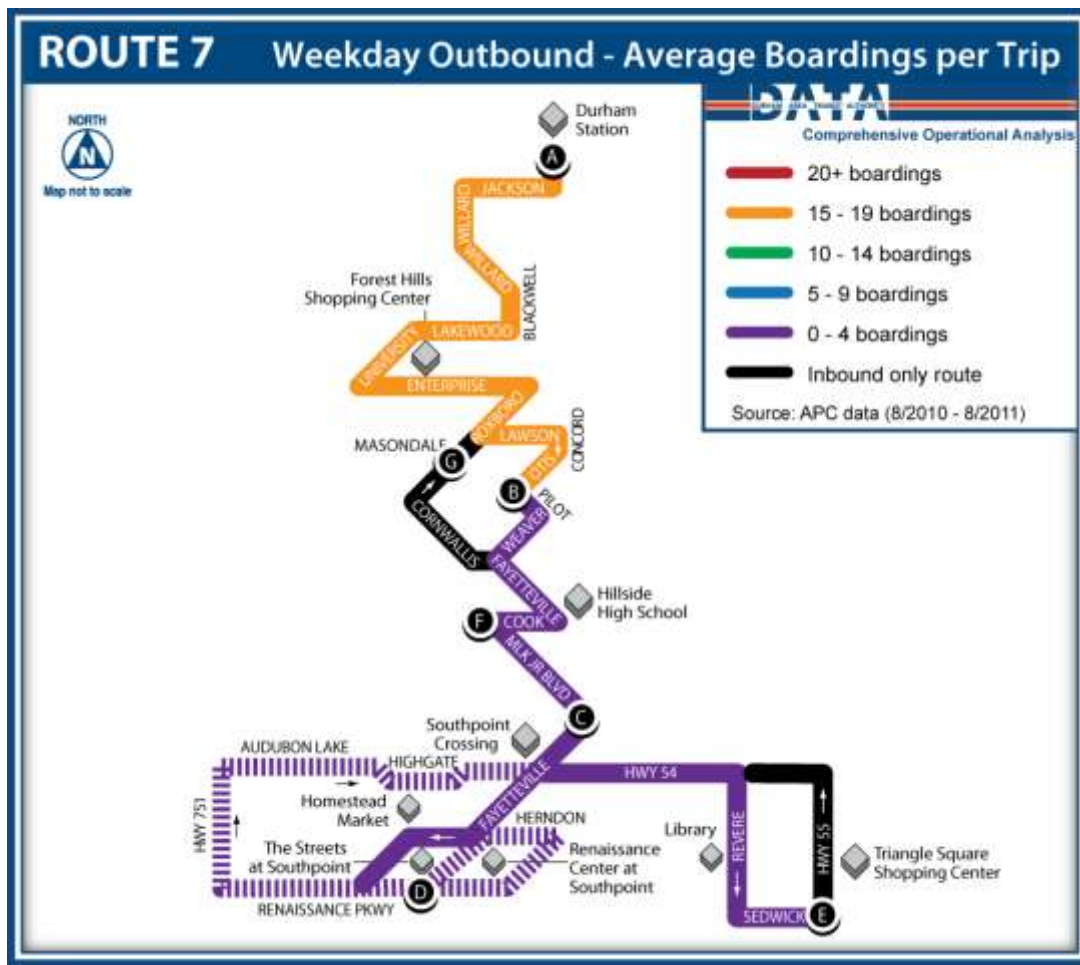 ROUTE 7 Weekday Outbound - Average Boardings per Trip
NORTH
N
Map not to scale
DATA
DURHAM AREA TRANSIT AUTHORITY
Comprehensive Operational Analysis
20+ boardings
15 - 19 boardings
10 - 14 boardings
5 - 9 boardings
0 - 4 boardings
Inbound only route
Source: APC data (8/2010 - 8/2011)
Durham
Station
A
JACKSON
WILLARD
WILLARD
BLACKWELL
Forest Hills
Shopping Center
LAKEWOOD
UNIVERSITY
ENTERPRISE
ROXBORO
LAWSON
CONCORD
OTIS
MASONDALE
G
B
PILOT
CORNWALLIS
WEAVER
FAYETTEVILLE
Hillside
High School
F
COOK
MLK JR BLVD
C
Southpoint
Crossing
AUDUBON LAKE
HIGHGATE
FAYETTEVILLE
HWY 54
HWY 751
Homestead
Market
HERNDON
Library
REVERE
HWY 55
The Streets
at Southpoint
Renaissance
Center at
Southpoint
Triangle Square
Shopping Center
D
RENAISSANCE PKWY
SEDWICK
E